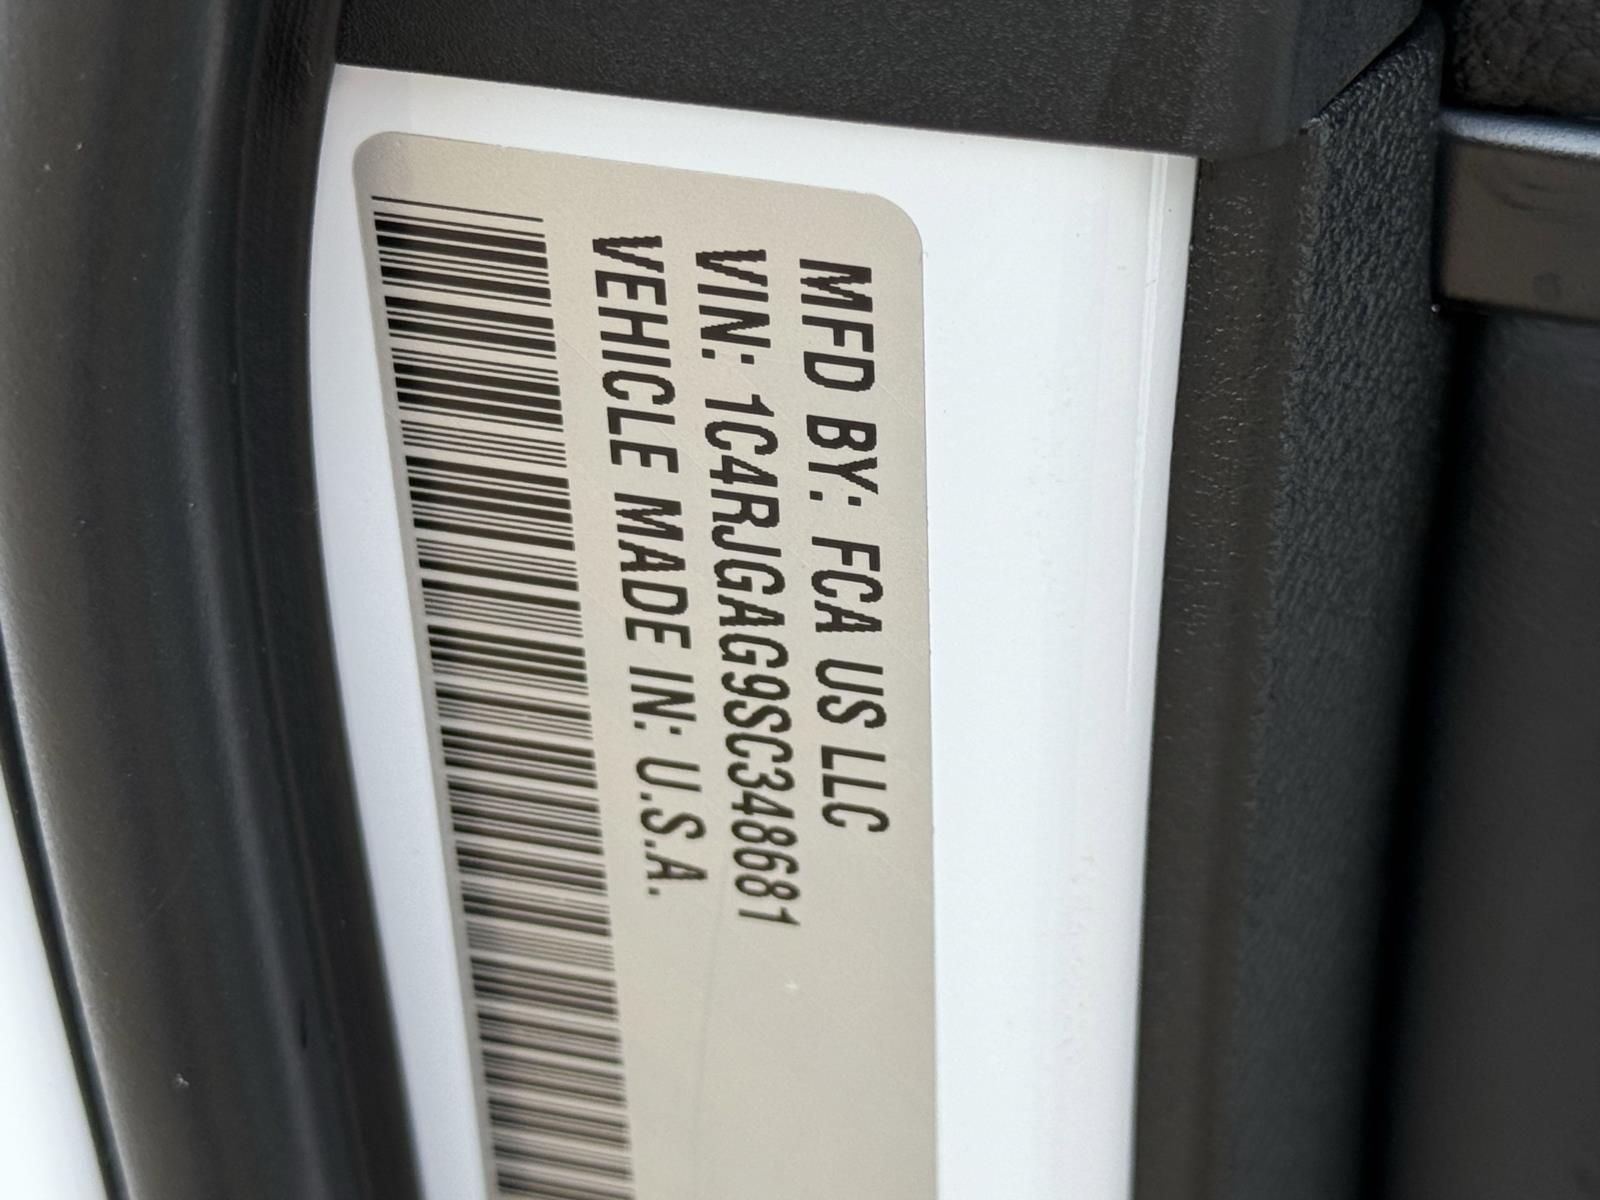 MFD BY: FCA US LLC
VIN: 1C4RJGAG9SC348681
VEHICLE MADE IN: U.S.A.